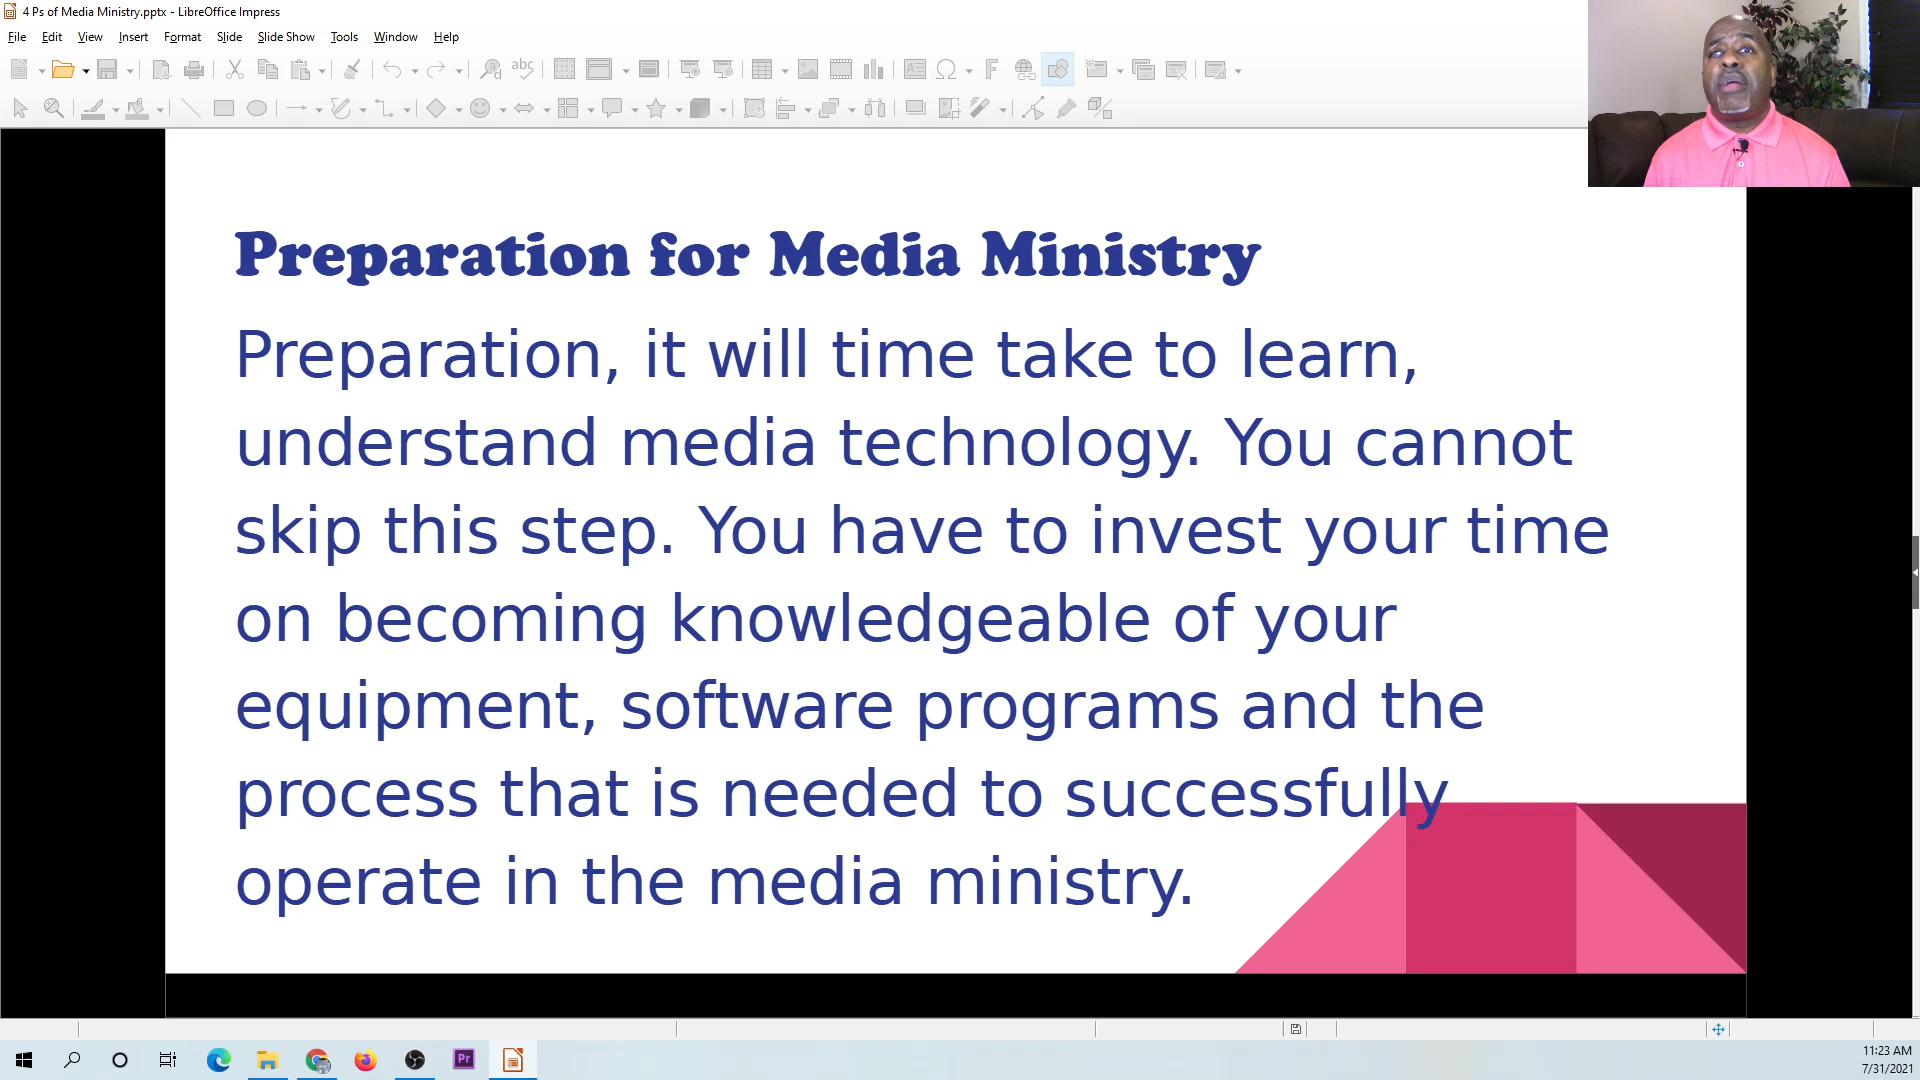 4 Ps of Media Ministry.pptx - LibreOffice Impress
File Edit View Insert Format Slide Slide Show Tools Window Help
abc
Preparation for Media Ministry
Preparation, it will time take to learn,
understand media technology. You cannot
skip this step. You have to invest your time
on becoming knowledgeable of your
equipment, software programs and the
process that is needed to successfully
operate in the media ministry.
Pr
11:23 AM
7/31/2021